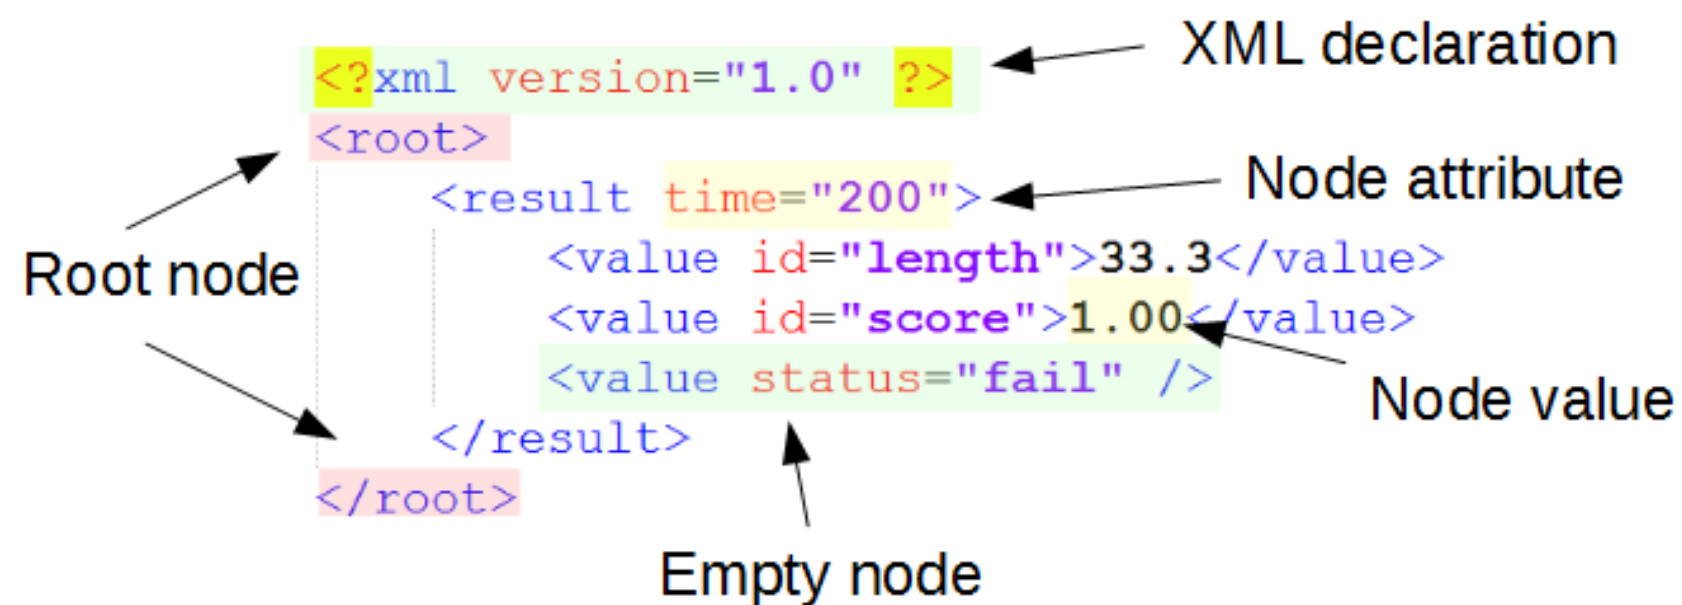 XML declaration
<?xml version="1.0" ?>
<root>
<result time="200">
Node attribute
<value id="length">33.3</value>
Root node
<value id="score">1.00</value>
<value status="fail" />
Node value
</result>
</root>
Empty node